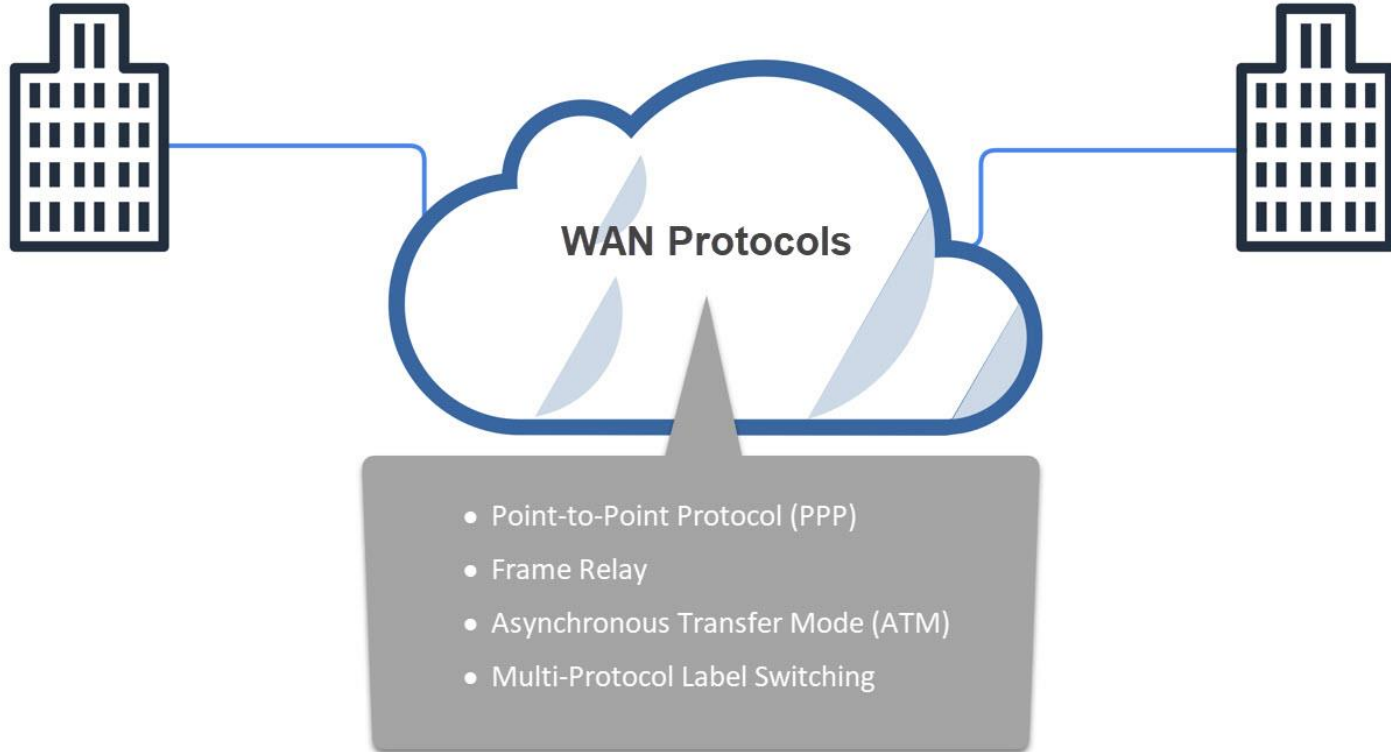 WAN Protocols
● Point-to-Point Protocol (PPP)
● Frame Relay
● Asynchronous Transfer Mode (ATM)
● Multi-Protocol Label Switching